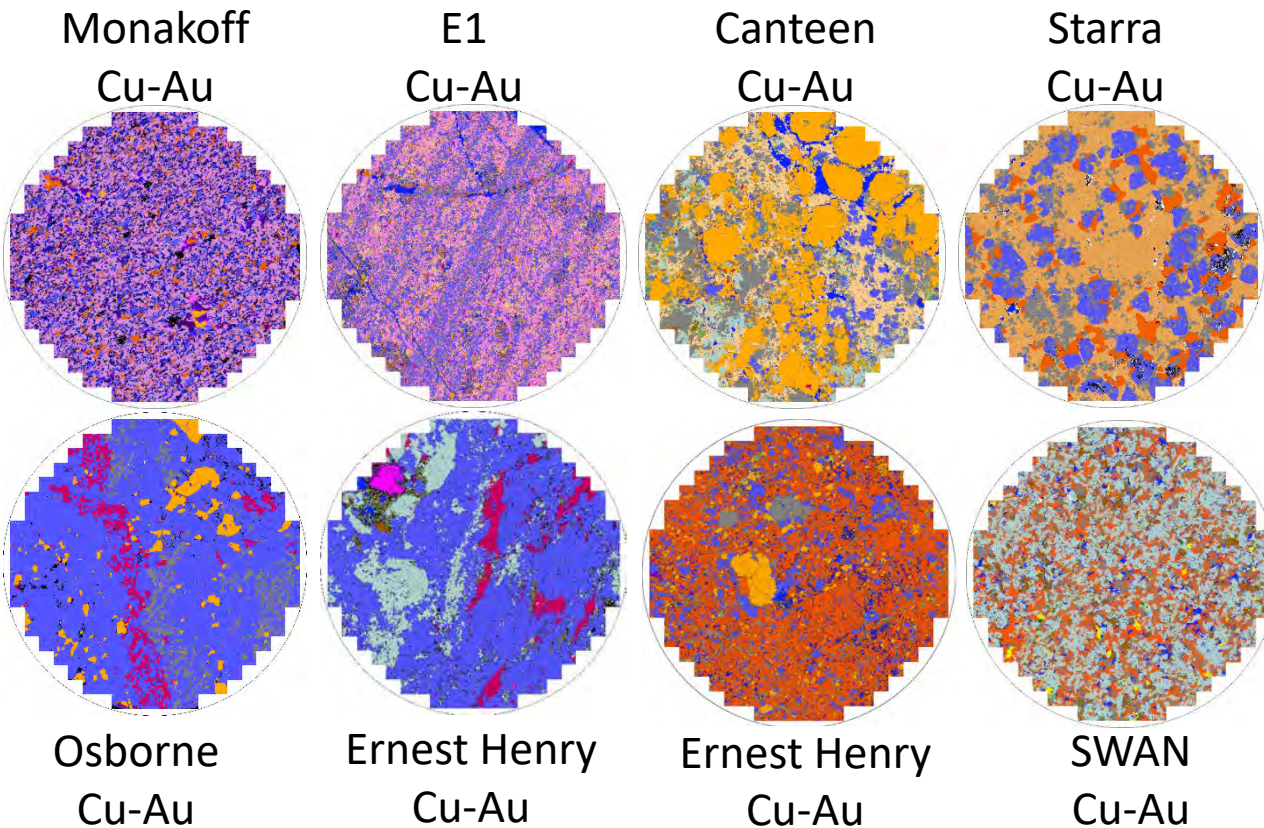 Monakoff
Cu-Au
E1
Cu-Au
Canteen
Cu-Au
Starra
Cu-Au
Osborne
Cu-Au
Ernest Henry
Cu-Au
Ernest Henry
Cu-Au
SWAN
Cu-Au